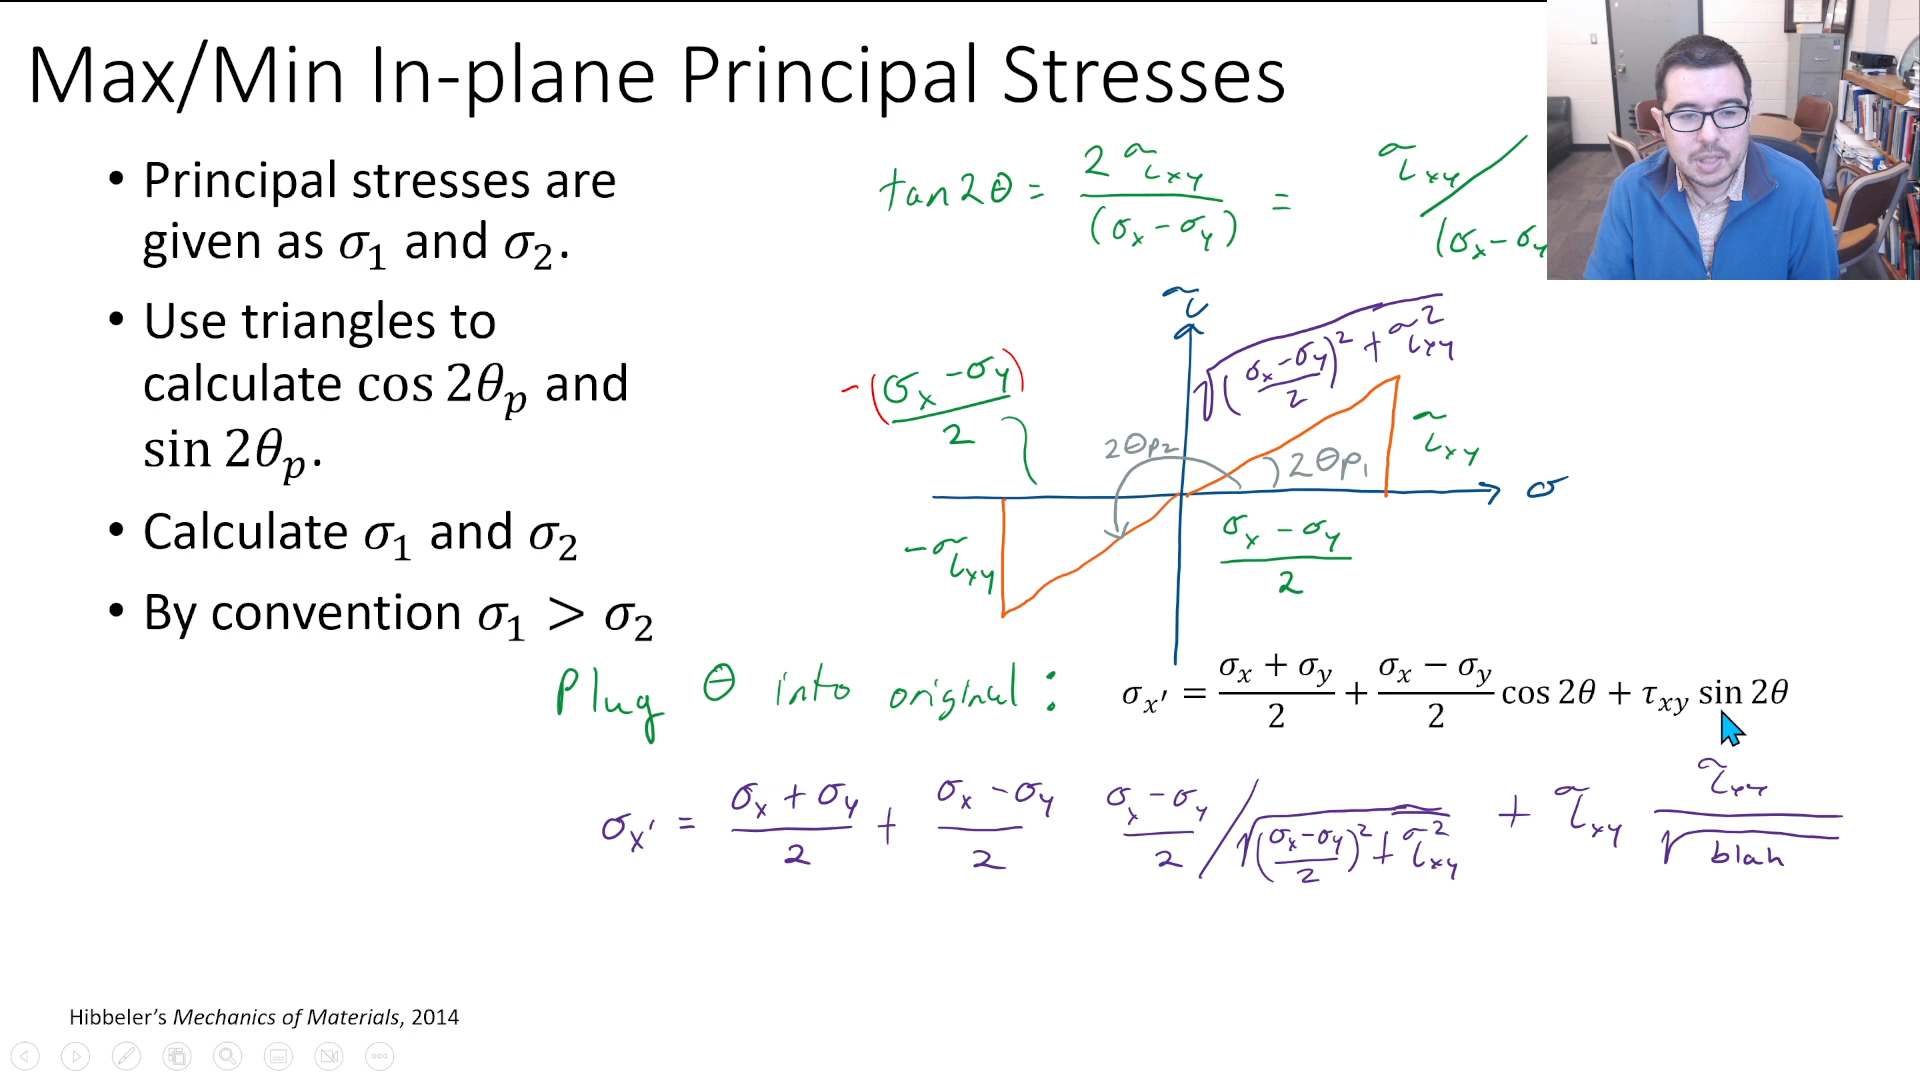 Max/Min In-plane Principal Stresses
• Principal stresses are
given as σ₁ and σ₂.
• Use triangles to
calculate cos 2θₚ and
sin 2θₚ.
• Calculate σ₁ and σ₂
• By convention σ₁ > σ₂
tan2θ = 2τxy / (σx - σy) = τxy / (σx - σy
τ
√((σx - σy)/2)² + τxy²
-(σx - σy)/2
2θp₂
2θp₁
τxy
σ
-τxy
(σx - σy)/2
Plug θ into original:
σx′ = (σx + σy)/2 + (σx − σy)/2 cos 2θ + τxy sin 2θ
σx' = (σx + σy)/2 + (σx - σy)/2 (σx - σy)/2 / √((σx - σy)/2)² + τxy² + τxy τxy/√blah
Hibbeler's Mechanics of Materials, 2014